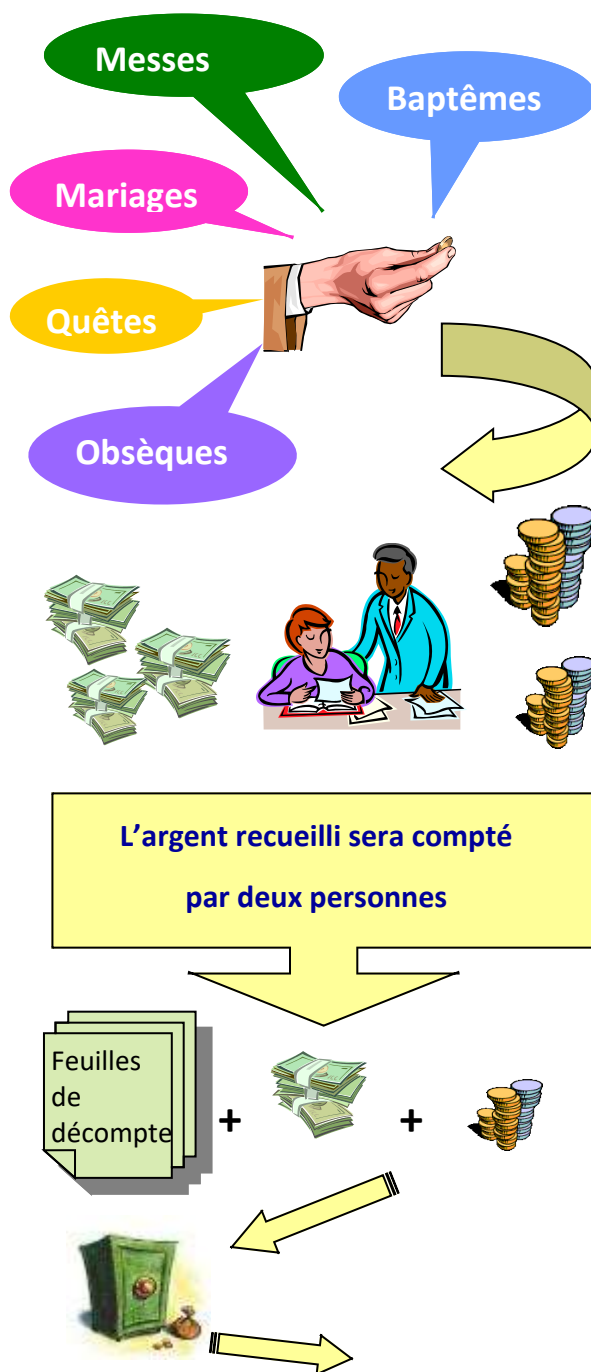 Messes
Baptêmes
Mariages
Quêtes
Obsèques
L’argent recueilli sera compté
par deux personnes
Feuilles
de
décompte
+
+